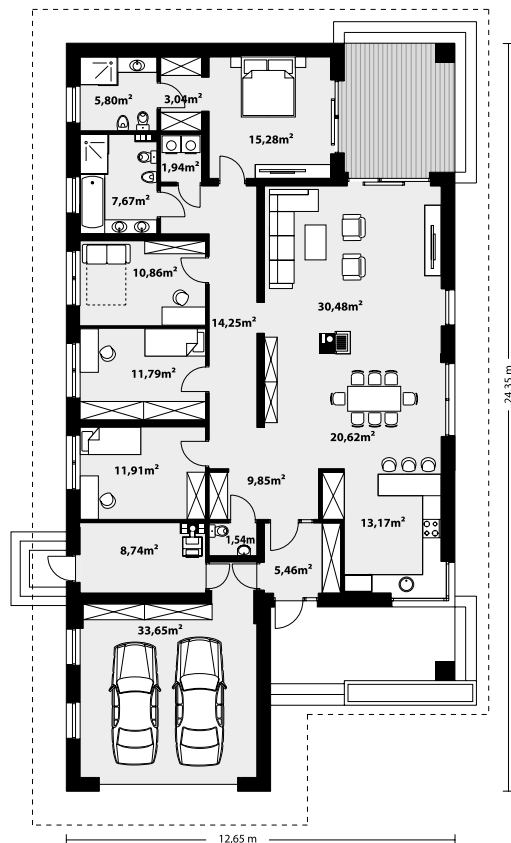 5,80m²
3,04m²
15,28m²
1,94m²
7,67m²
10,86m²
14,25m²
30,48m²
11,79m²
20,62m²
11,91m²
9,85m²
13,17m²
8,74m²
1,54m
5,46m²
33,65m²
24,35 m
12,65 m